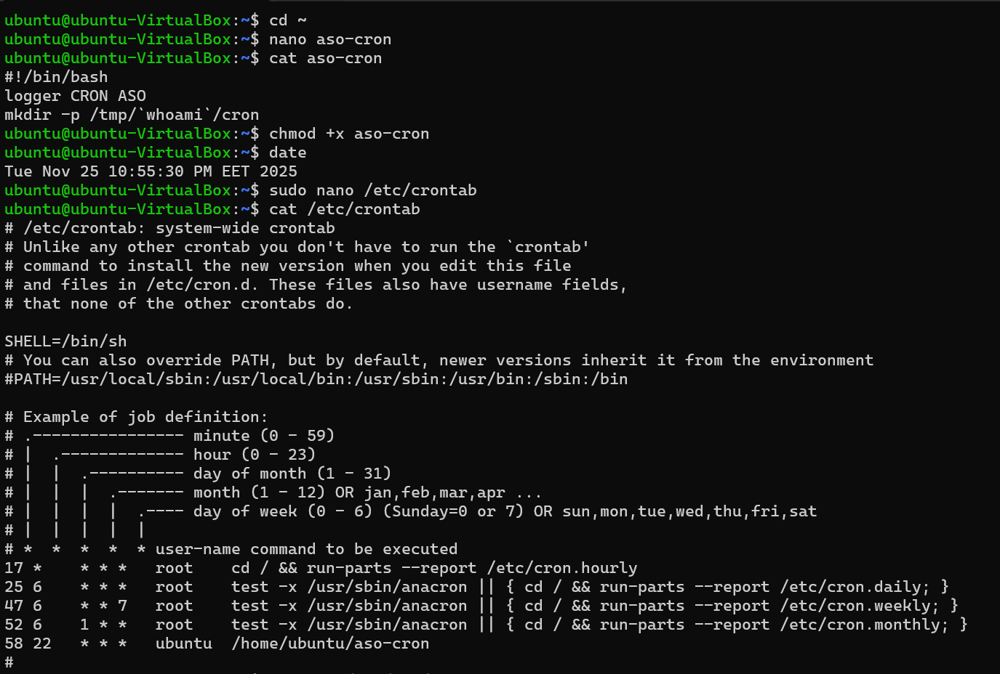 ubuntu@ubuntu-VirtualBox:~$ cd ~
ubuntu@ubuntu-VirtualBox:~$ nano aso-cron
ubuntu@ubuntu-VirtualBox:~$ cat aso-cron
#!/bin/bash
logger CRON ASO
mkdir -p /tmp/`whoami`/cron
ubuntu@ubuntu-VirtualBox:~$ chmod +x aso-cron
ubuntu@ubuntu-VirtualBox:~$ date
Tue Nov 25 10:55:30 PM EET 2025
ubuntu@ubuntu-VirtualBox:~$ sudo nano /etc/crontab
ubuntu@ubuntu-VirtualBox:~$ cat /etc/crontab
# /etc/crontab: system-wide crontab
# Unlike any other crontab you don't have to run the `crontab'
# command to install the new version when you edit this file
# and files in /etc/cron.d. These files also have username fields,
# that none of the other crontabs do.

SHELL=/bin/sh
# You can also override PATH, but by default, newer versions inherit it from the environment
#PATH=/usr/local/sbin:/usr/local/bin:/usr/sbin:/usr/bin:/sbin:/bin

# Example of job definition:
# .---------------- minute (0 - 59)
# |  .------------- hour (0 - 23)
# |  |  .---------- day of month (1 - 31)
# |  |  |  .------- month (1 - 12) OR jan,feb,mar,apr ...
# |  |  |  |  .---- day of week (0 - 6) (Sunday=0 or 7) OR sun,mon,tue,wed,thu,fri,sat
# |  |  |  |  |
# *  *  *  *  * user-name command to be executed
17 *    * * *   root    cd / && run-parts --report /etc/cron.hourly
25 6    * * *   root    test -x /usr/sbin/anacron || { cd / && run-parts --report /etc/cron.daily; }
47 6    * * 7   root    test -x /usr/sbin/anacron || { cd / && run-parts --report /etc/cron.weekly; }
52 6    1 * *   root    test -x /usr/sbin/anacron || { cd / && run-parts --report /etc/cron.monthly; }
58 22   * * *   ubuntu  /home/ubuntu/aso-cron
#